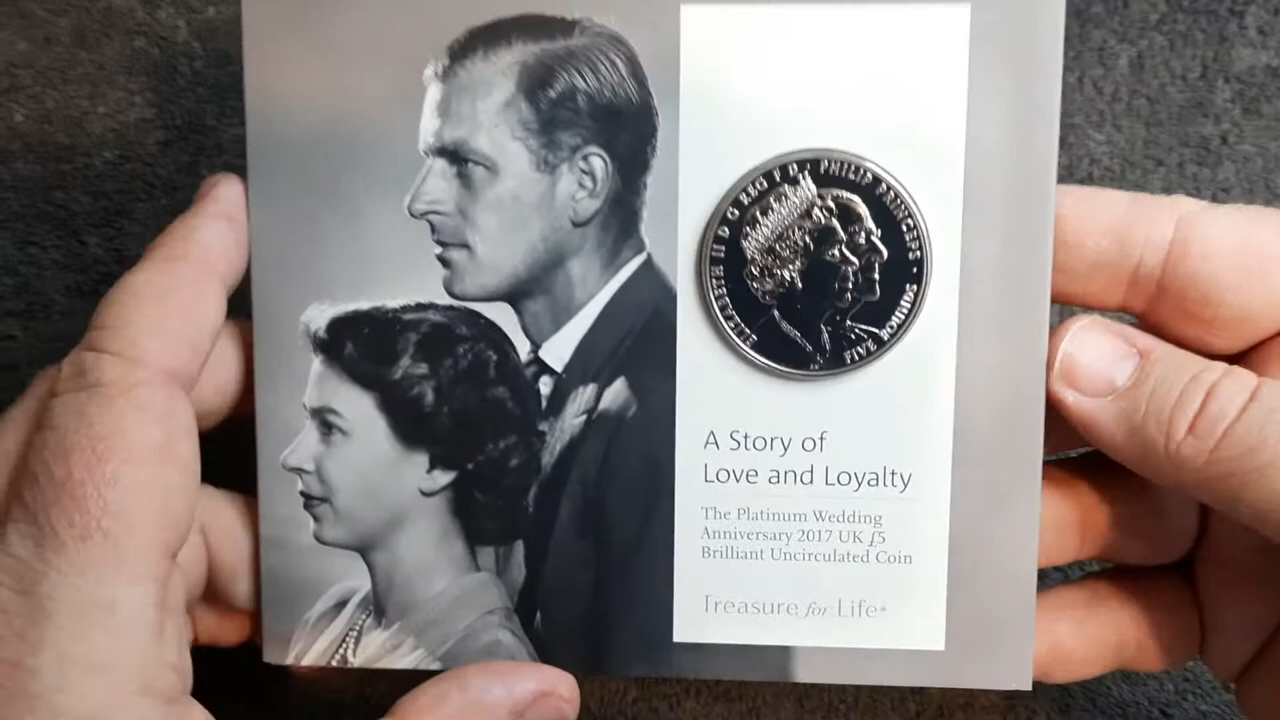 ELIZABETH II D G REG F D · PHILIP PRINCEPS ·
FIVE POUNDS
A Story of
Love and Loyalty
The Platinum Wedding
Anniversary 2017 UK £5
Brilliant Uncirculated Coin
Treasure for Life